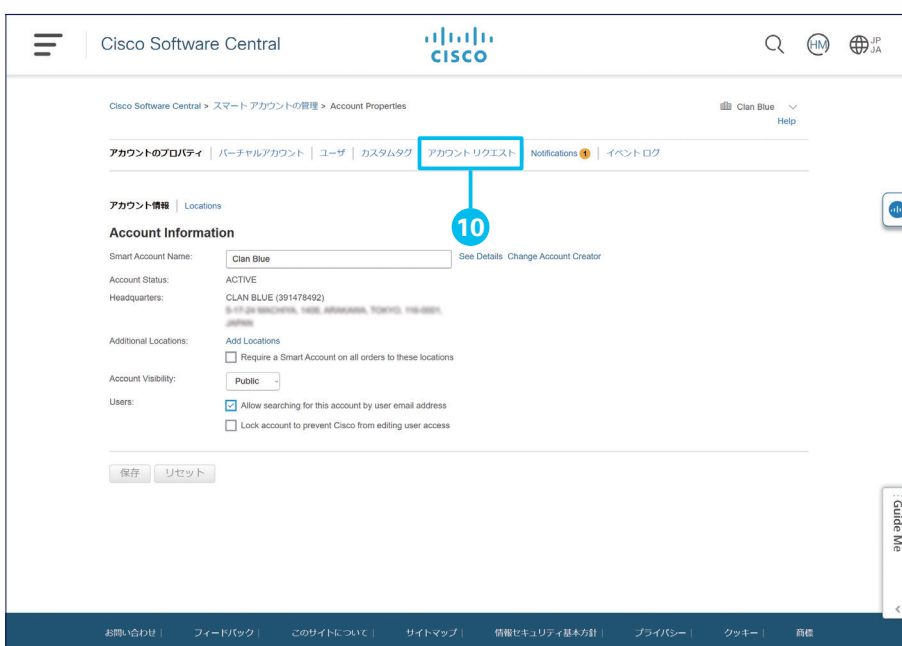 Cisco Software Central
CISCO
HM
JP
JA
Cisco Software Central > スマート アカウントの管理 > Account Properties
Clan Blue
Help
アカウントのプロパティ | バーチャルアカウント | ユーザ | カスタムタグ アカウント リクエスト Notifications 1 | イベント ログ
10
アカウント情報 | Locations
Account Information
Smart Account Name: Clan Blue See Details Change Account Creator
Account Status: ACTIVE
Headquarters: CLAN BLUE (391478492)
Additional Locations: Add Locations
Require a Smart Account on all orders to these locations
Account Visibility: Public
Users: Allow searching for this account by user email address
Lock account to prevent Cisco from editing user access
保存 リセット
Guide Me
お問い合わせ | フィードバック | このサイトについて | サイトマップ | 情報セキュリティ基本方針 | プライバシー | クッキー | 商標